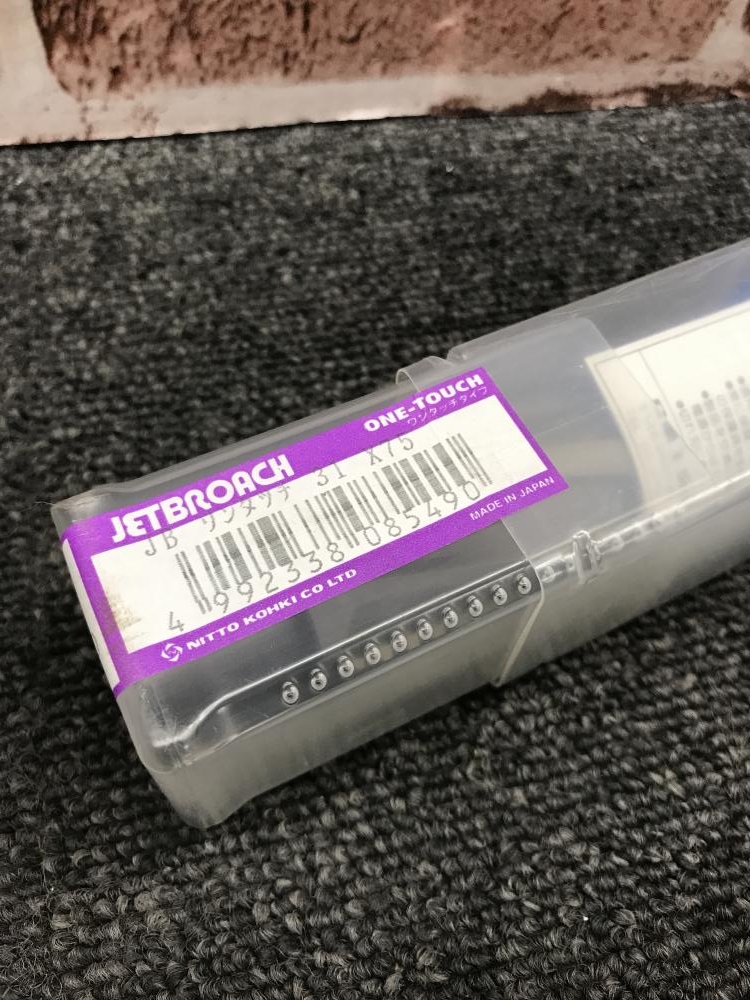 ONE-TOUCH
ワンタッチタイプ
JETBROACH
JB ワンタッチ 31 X75
4 992338 085490
MADE IN JAPAN
NITTO KOHKI CO LTD